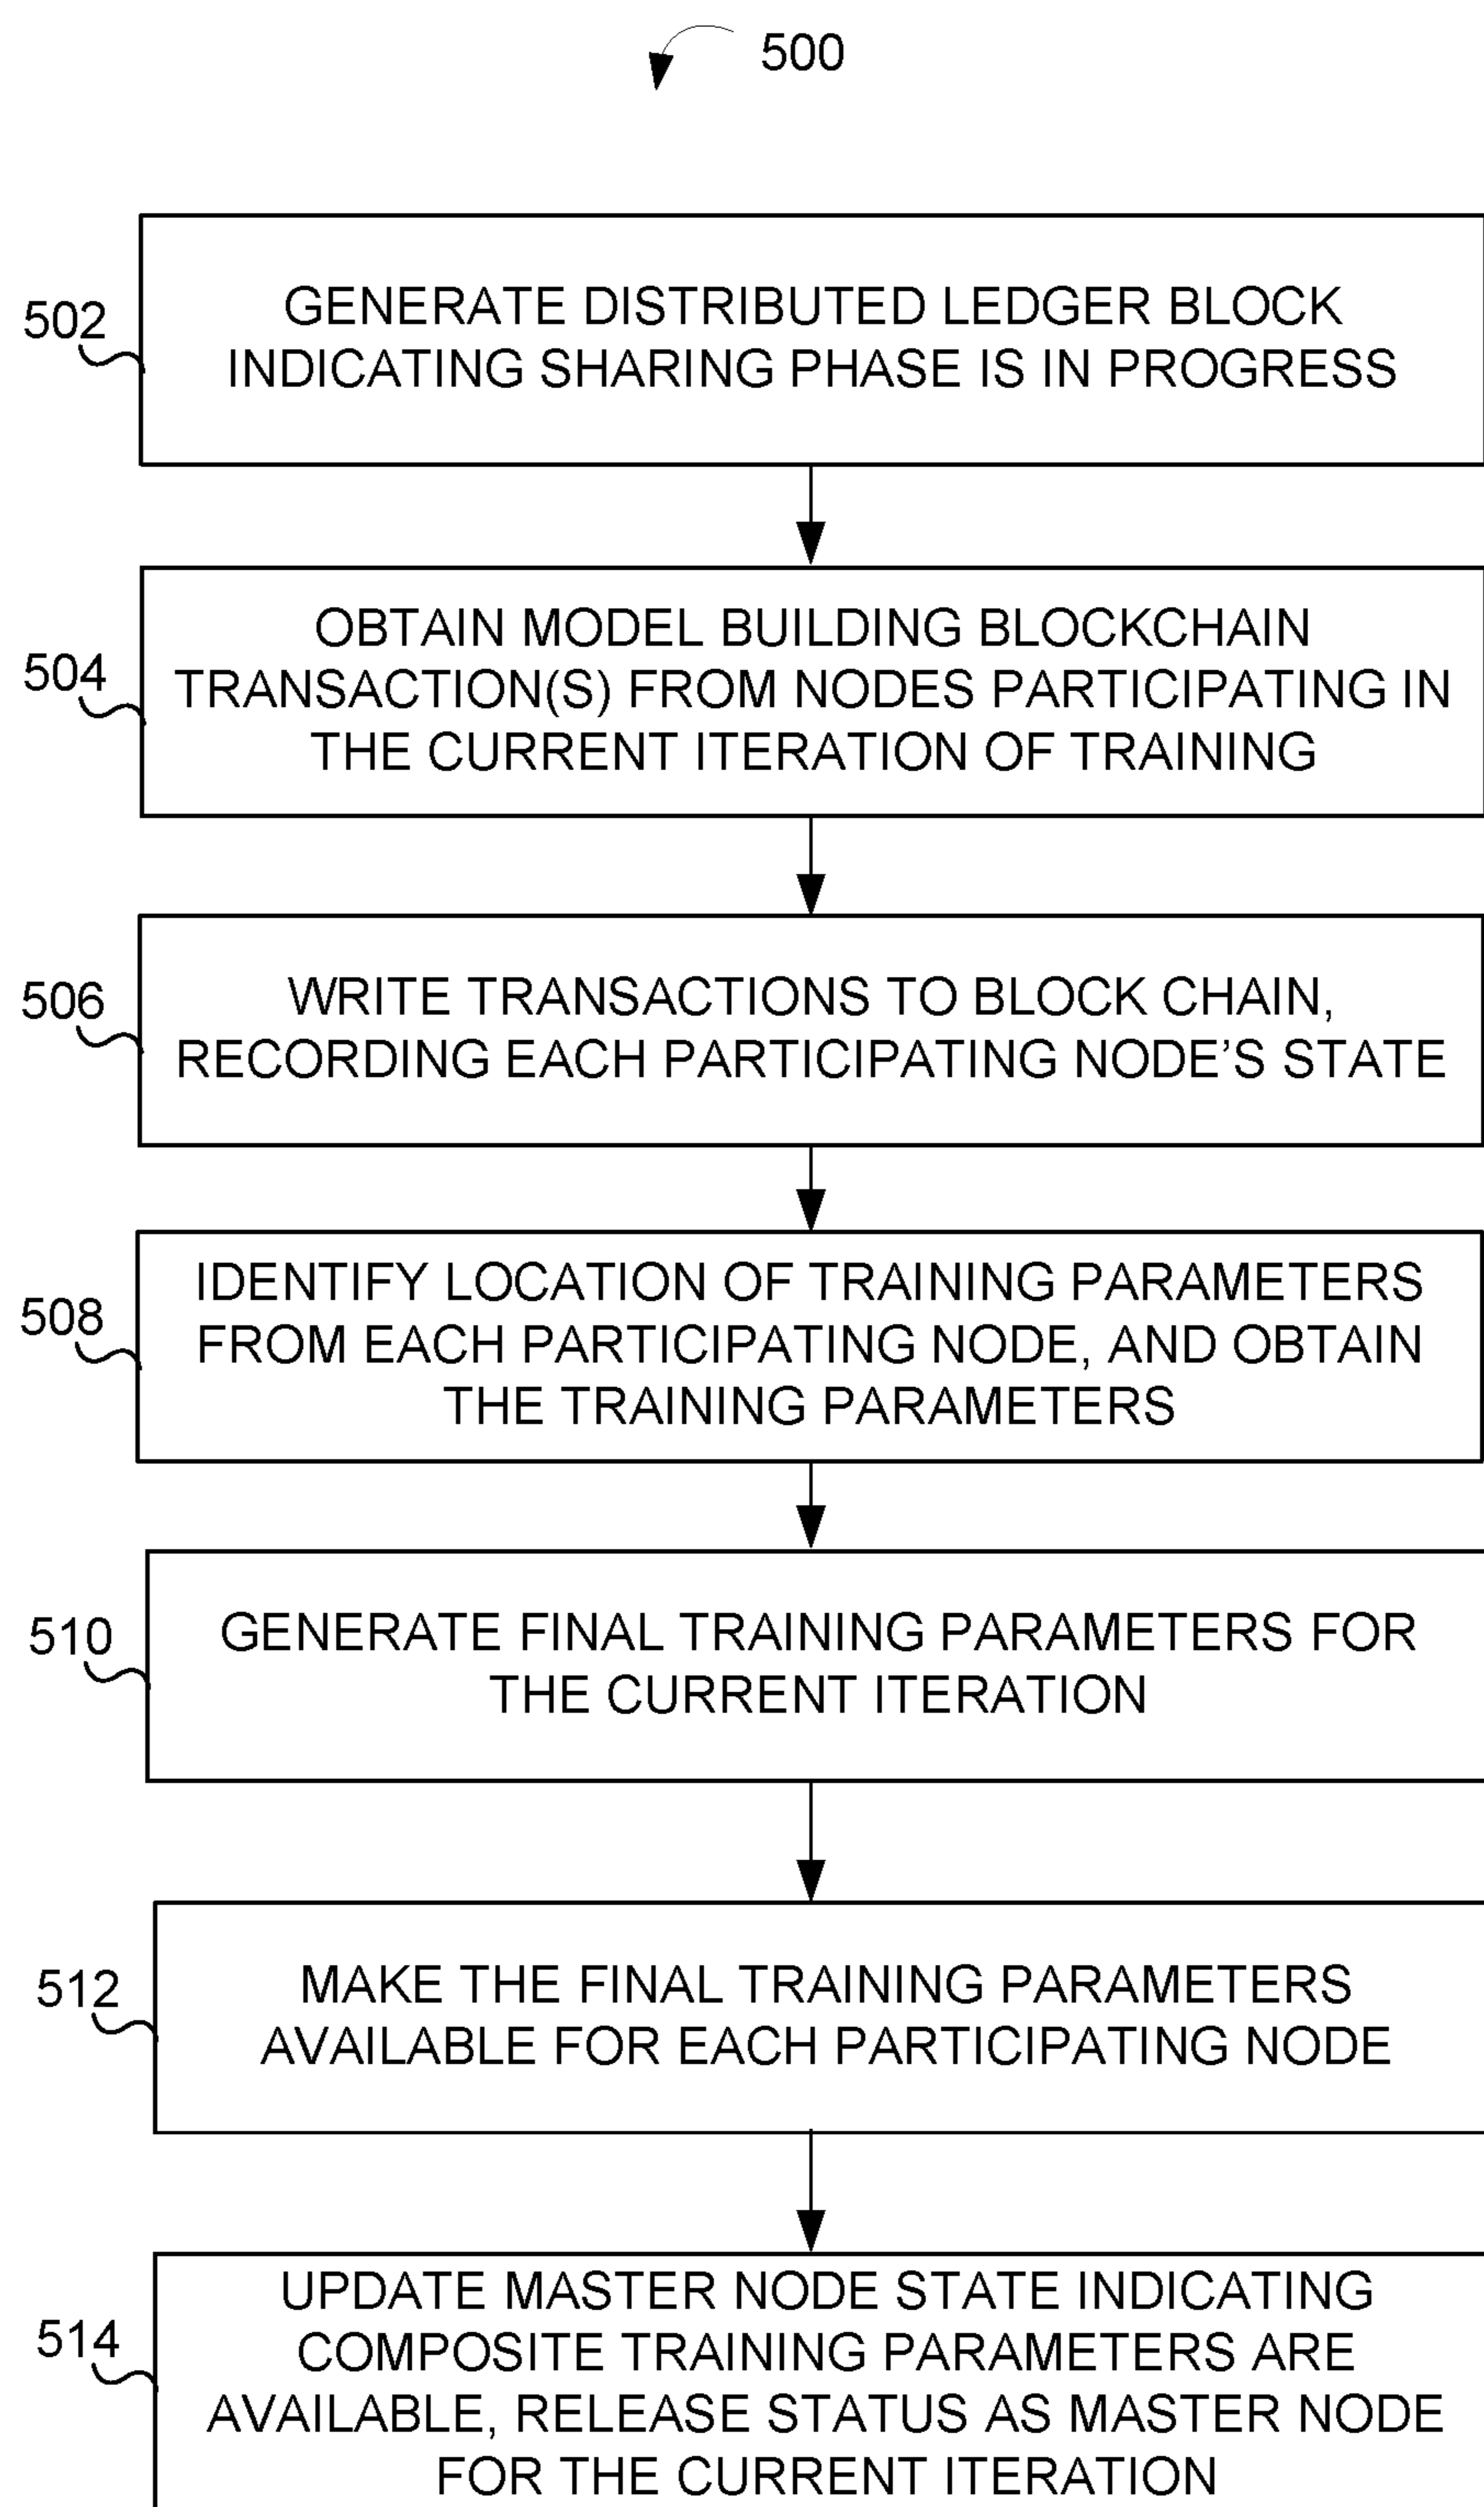 500
502
GENERATE DISTRIBUTED LEDGER BLOCK
INDICATING SHARING PHASE IS IN PROGRESS
504
OBTAIN MODEL BUILDING BLOCKCHAIN
TRANSACTION(S) FROM NODES PARTICIPATING IN
THE CURRENT ITERATION OF TRAINING
506
WRITE TRANSACTIONS TO BLOCK CHAIN,
RECORDING EACH PARTICIPATING NODE'S STATE
508
IDENTIFY LOCATION OF TRAINING PARAMETERS
FROM EACH PARTICIPATING NODE, AND OBTAIN
THE TRAINING PARAMETERS
510
GENERATE FINAL TRAINING PARAMETERS FOR
THE CURRENT ITERATION
512
MAKE THE FINAL TRAINING PARAMETERS
AVAILABLE FOR EACH PARTICIPATING NODE
514
UPDATE MASTER NODE STATE INDICATING
COMPOSITE TRAINING PARAMETERS ARE
AVAILABLE, RELEASE STATUS AS MASTER NODE
FOR THE CURRENT ITERATION